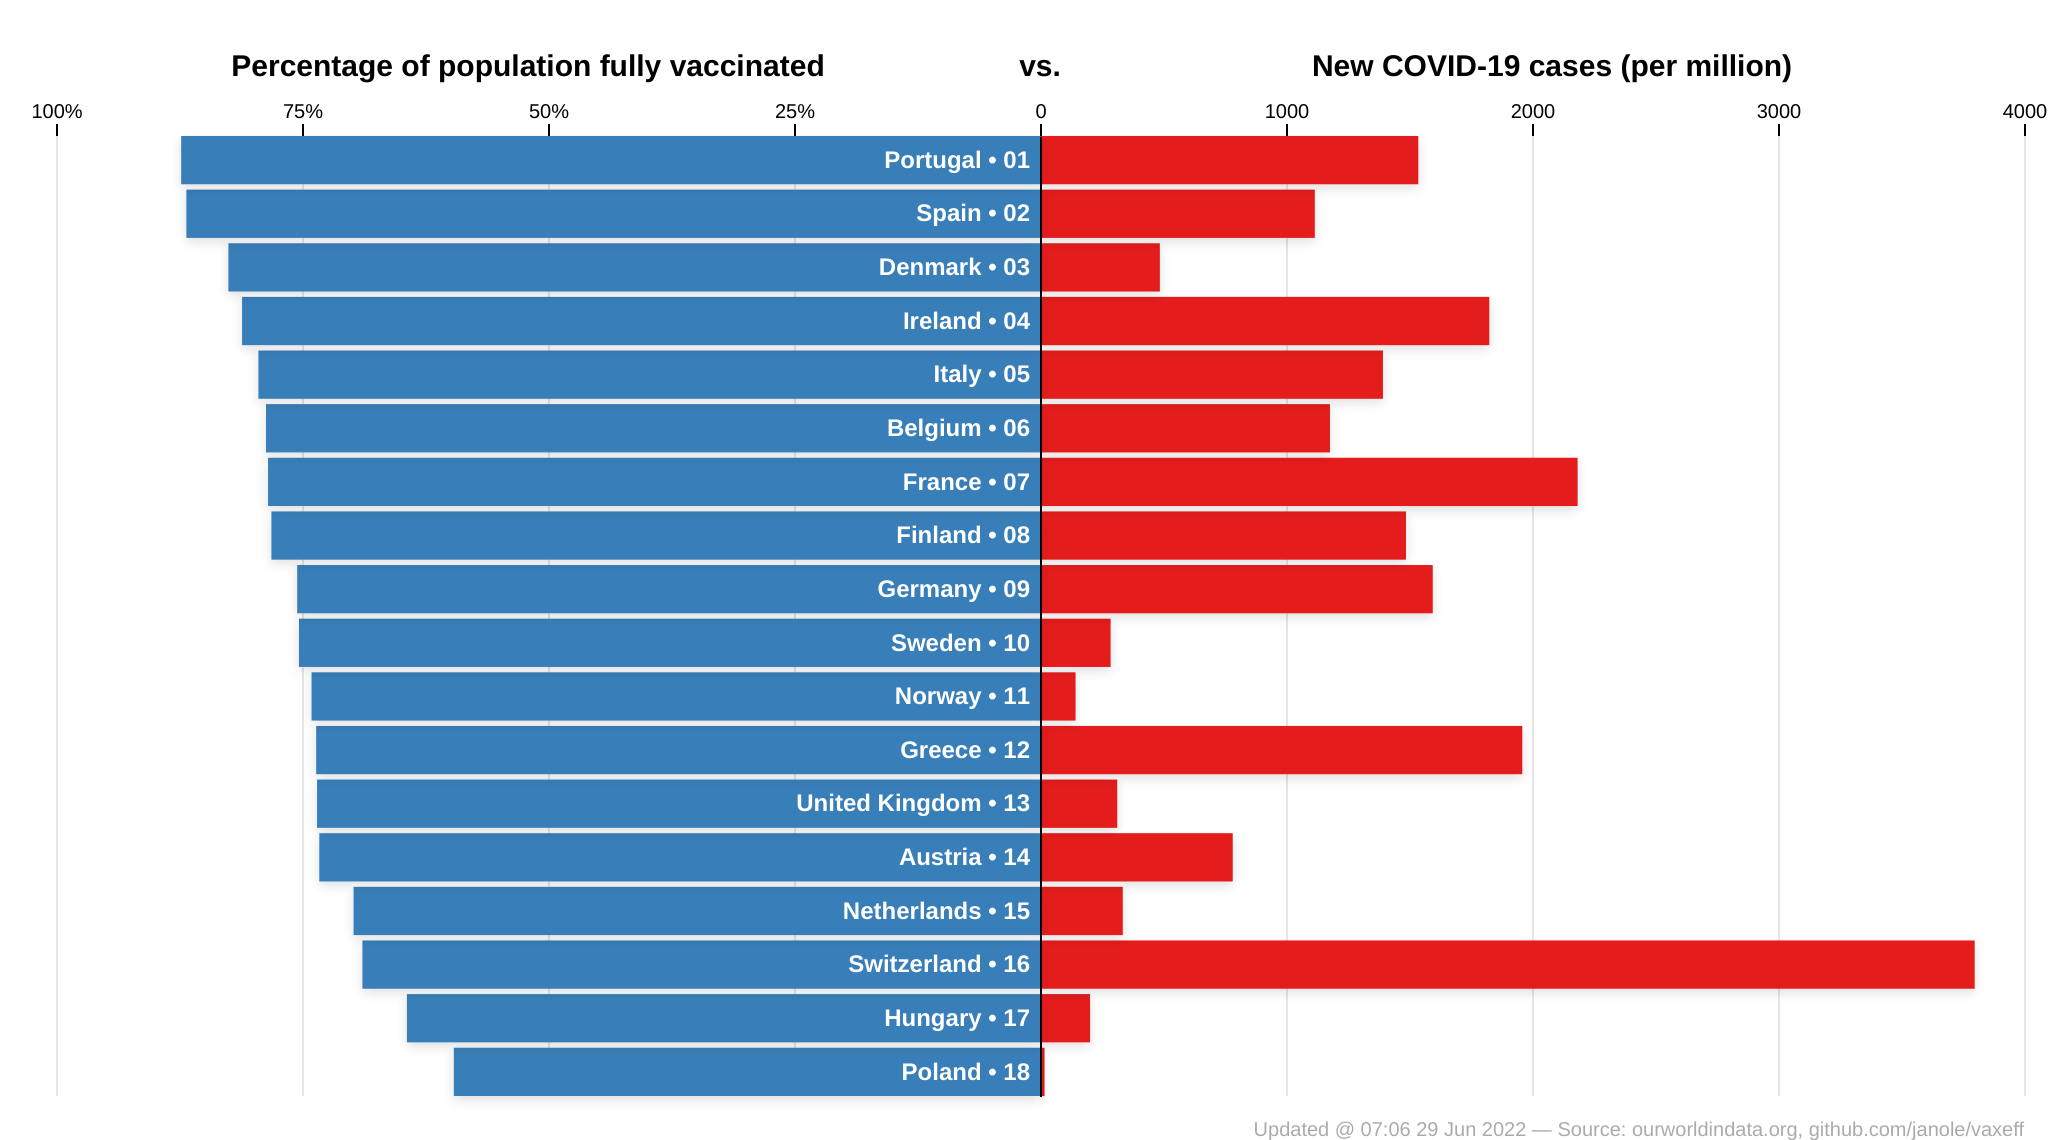 Percentage of population fully vaccinated vs. New COVID-19 cases (per million)
100% 75% 50% 25% 0 1000 2000 3000 4000
Portugal • 01
Spain • 02
Denmark • 03
Ireland • 04
Italy • 05
Belgium • 06
France • 07
Finland • 08
Germany • 09
Sweden • 10
Norway • 11
Greece • 12
United Kingdom • 13
Austria • 14
Netherlands • 15
Switzerland • 16
Hungary • 17
Poland • 18
Updated @ 07:06 29 Jun 2022 — Source: ourworldindata.org, github.com/janole/vaxeff